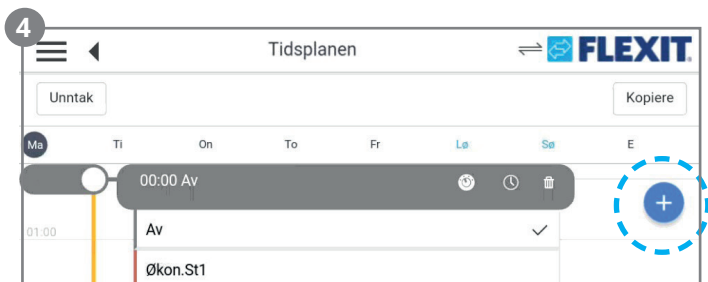 4
Tidsplanen
FLEXIT
Unntak
Kopiere
Ma Ti On To Fr Lø Sø E
00:00 Av
01:00
Av
Økon.St1